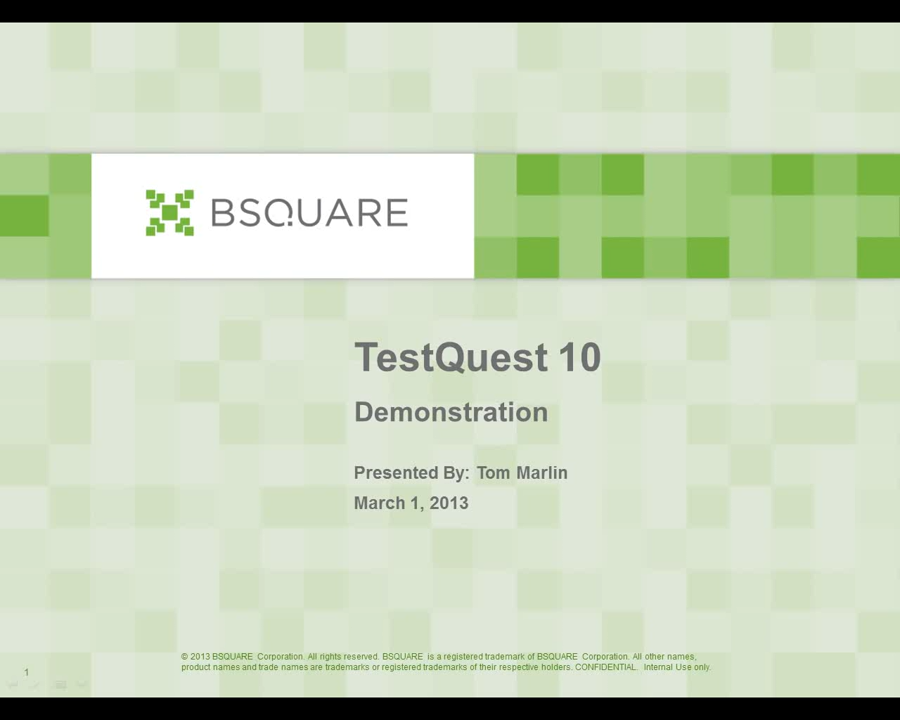 BSQUARE
TestQuest 10
Demonstration
Presented By: Tom Marlin
March 1, 2013
© 2013 BSQUARE Corporation. All rights reserved. BSQUARE is a registered trademark of BSQUARE Corporation. All other names,
product names and trade names are trademarks or registered trademarks of their respective holders. CONFIDENTIAL. Internal Use only.
1